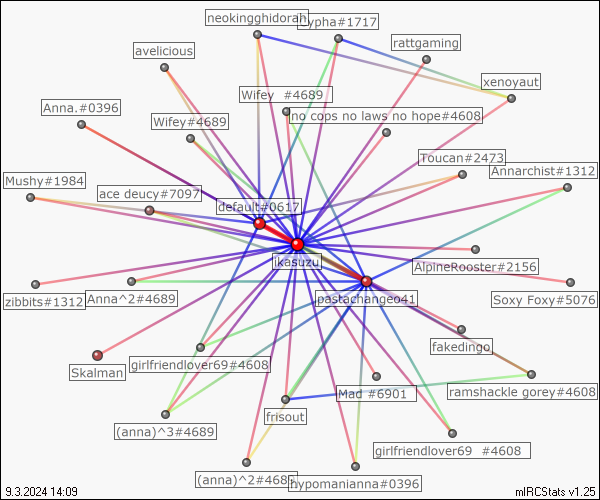 neokingghidorah
cypha#1717
rattgaming
avelicious
xenoyaut
Wifey  #4689
Anna.#0396
no cops no laws no hope#4608
Wifey#4689
Toucan#2473
Annarchist#1312
Mushy#1984
ace deucy#7097
default#0617
ikasuzu
AlpineRooster#2156
zibbits#1312
Anna^2#4689
pastachangeo41
Soxy Foxy#5076
fakedingo
Skalman
girlfriendlover69#4608
Mad #6901
ramshackle gorey#4608
frisout
(anna)^3#4689
girlfriendlover69  #4608
(anna)^2#4689
hypomanianna#0396
9.3.2024 14:09
mIRCStats v1.25